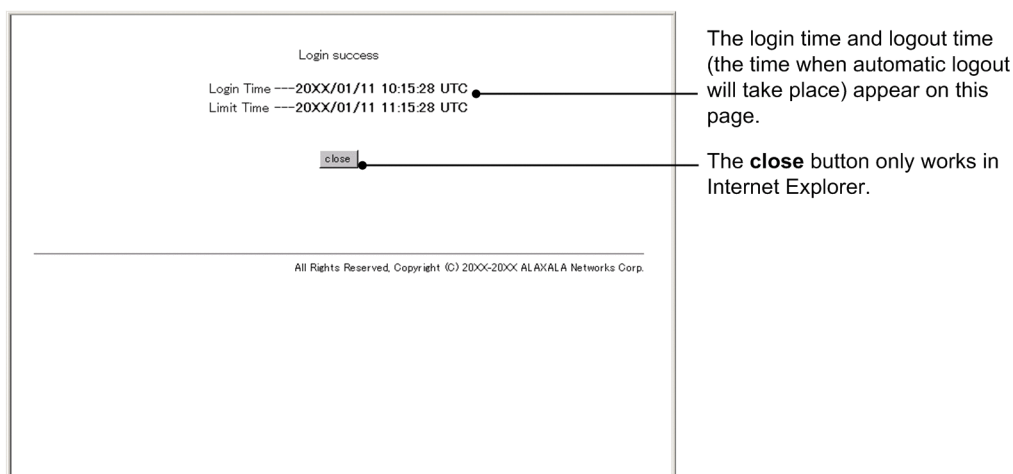 Login success
Login Time ---20XX/01/11 10:15:28 UTC
Limit Time ---20XX/01/11 11:15:28 UTC
close
All Rights Reserved, Copyright (C) 20XX-20XX ALAXALA Networks Corp.
The login time and logout time
(the time when automatic logout
will take place) appear on this
page.
The close button only works in
Internet Explorer.